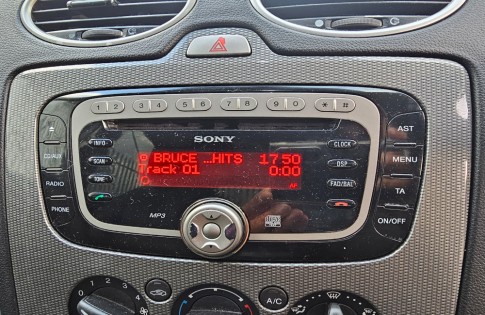 1 2 3 4 5 6 7 8 9 0 * #
SONY
INFO
CLOCK
AST
CD/AUX
SCAN
BRUCE ...HITS 17:50
DSP
MENU
Track 01 0:00
RADIO
TONE
FAD/BAL
TA
PHONE
MP3
ON/OFF
A/C